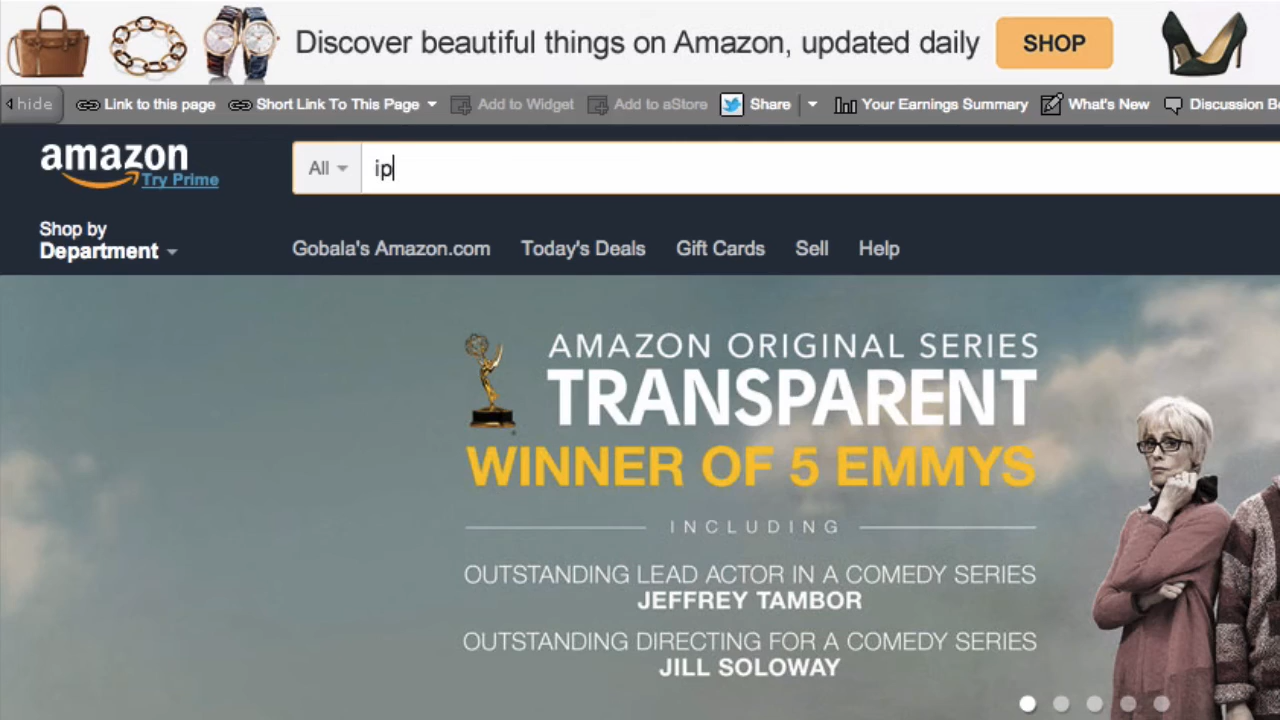 Discover beautiful things on Amazon, updated daily SHOP
hide Link to this page Short Link To This Page Add to Widget Add to aStore Share Your Earnings Summary What's New Discussion
amazon
Try Prime
All ip
Shop by
Department
Gobala's Amazon.com Today's Deals Gift Cards Sell Help
AMAZON ORIGINAL SERIES
TRANSPARENT
WINNER OF 5 EMMYS
INCLUDING
OUTSTANDING LEAD ACTOR IN A COMEDY SERIES
JEFFREY TAMBOR
OUTSTANDING DIRECTING FOR A COMEDY SERIES
JILL SOLOWAY